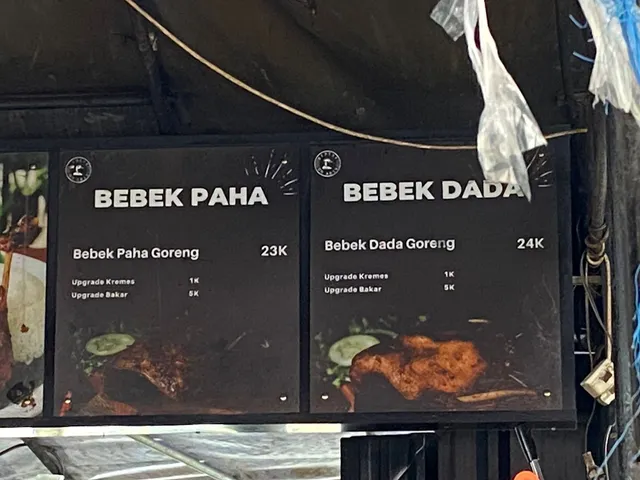 BEBEK PAHA
Bebek Paha Goreng 23K
Upgrade Kremes 1K
Upgrade Bakar 5K
BEBEK DADA
Bebek Dada Goreng 24K
Upgrade Kremes 1K
Upgrade Bakar 5K